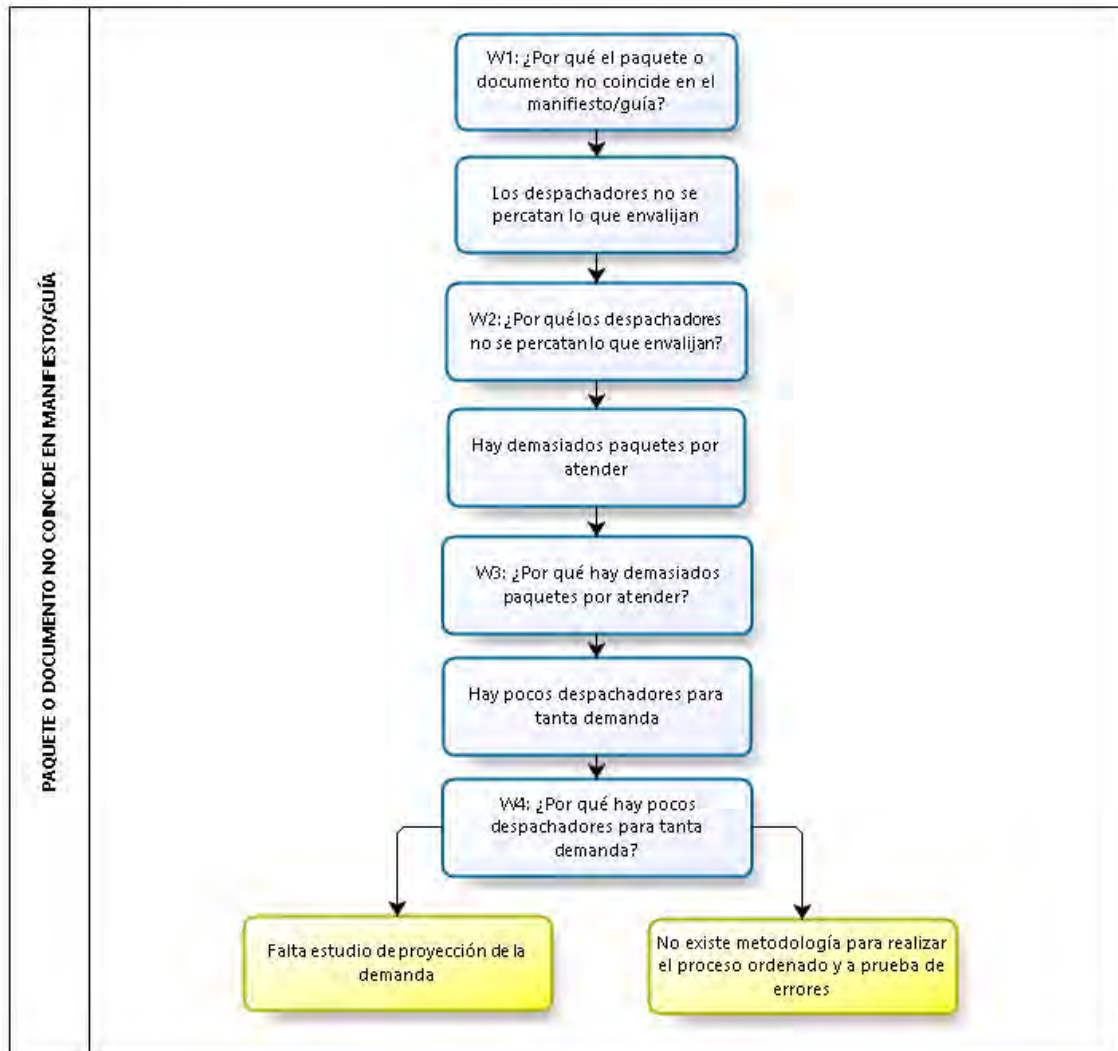 PAQUETE O DOCUMENTO NO COINCIDE EN MANIFIESTO/GUÍA
W1: ¿Por qué el paquete o
documento no coincide en el
manifiesto/guía?
Los despachadores no se
percatan lo que envalijan
W2: ¿Por qué los despachadores
no se percatan lo que envalijan?
Hay demasiados paquetes por
atender
W3: ¿Por qué hay demasiados
paquetes por atender?
Hay pocos despachadores para
tanta demanda
W4: ¿Por qué hay pocos
despachadores para tanta
demanda?
Falta estudio de proyección de la
demanda
No existe metodología para realizar
el proceso ordenado y a prueba de
errores